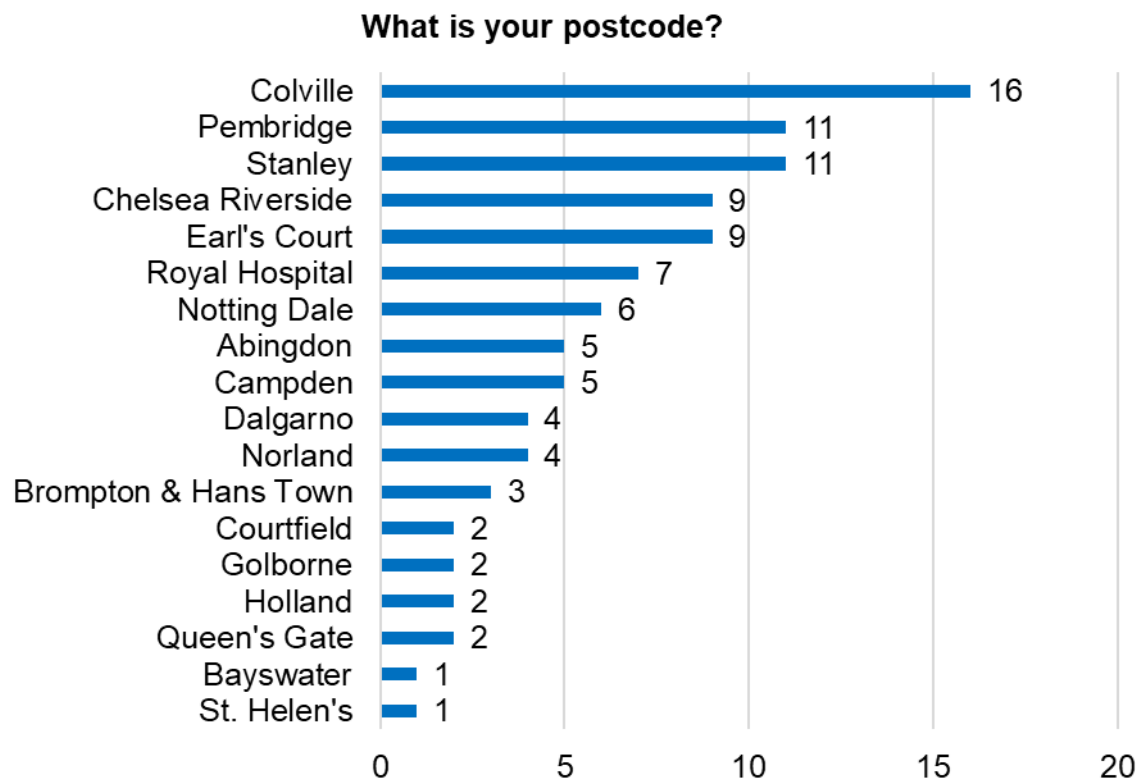 What is your postcode?
Colville 16
Pembridge 11
Stanley 11
Chelsea Riverside 9
Earl's Court 9
Royal Hospital 7
Notting Dale 6
Abingdon 5
Campden 5
Dalgarno 4
Norland 4
Brompton & Hans Town 3
Courtfield 2
Golborne 2
Holland 2
Queen's Gate 2
Bayswater 1
St. Helen's 1
0 5 10 15 20